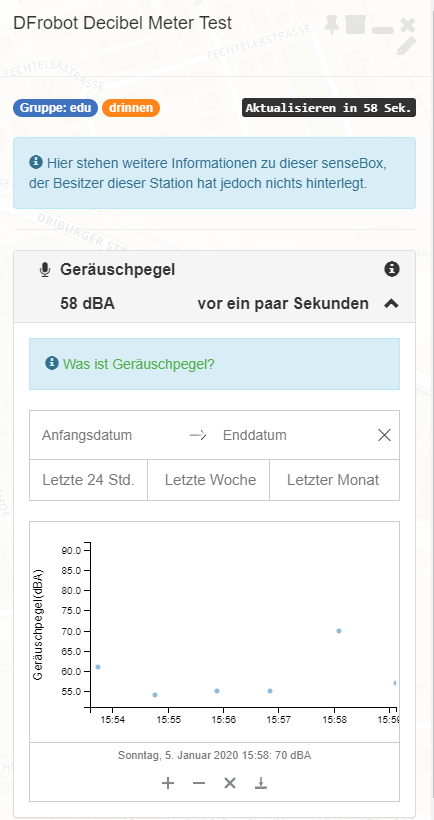 DFrobot Decibel Meter Test
FECHTELERSTRASSE
FECHTELERSTRASSE
Gruppe: edu drinnen
Aktualisieren in 58 Sek.
Hier stehen weitere Informationen zu dieser senseBox,
der Besitzer dieser Station hat jedoch nichts hinterlegt.
DRIBURGER STR
Geräuschpegel
58 dBA vor ein paar Sekunden
Was ist Geräuschpegel?
Anfangsdatum Enddatum
Letzte 24 Std. Letzte Woche Letzter Monat
Geräuschpegel(dBA)
90.0
85.0
80.0
75.0
70.0
65.0
60.0
55.0
15:54 15:55 15:56 15:57 15:58 15:59
Sonntag, 5. Januar 2020 15:58: 70 dBA